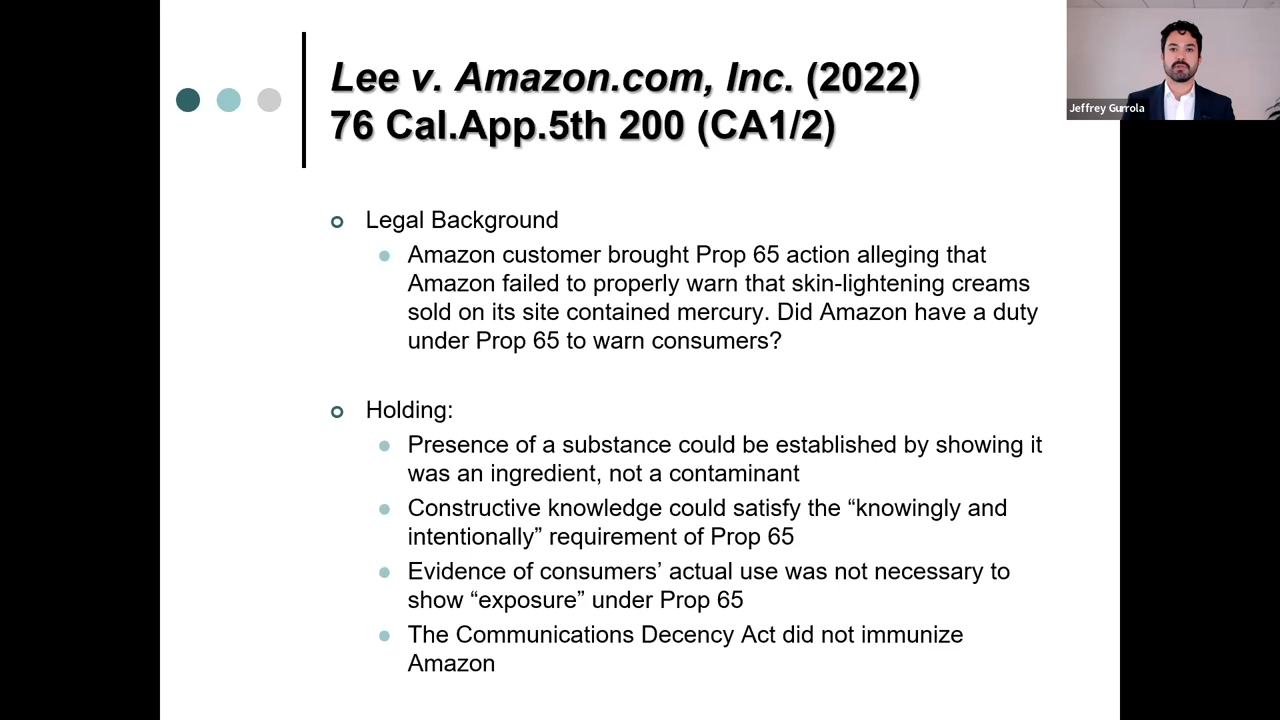 Lee v. Amazon.com, Inc. (2022)
76 Cal.App.5th 200 (CA1/2)
Jeffrey Gurrola
Legal Background
Amazon customer brought Prop 65 action alleging that
Amazon failed to properly warn that skin-lightening creams
sold on its site contained mercury. Did Amazon have a duty
under Prop 65 to warn consumers?
Holding:
Presence of a substance could be established by showing it
was an ingredient, not a contaminant
Constructive knowledge could satisfy the “knowingly and
intentionally” requirement of Prop 65
Evidence of consumers’ actual use was not necessary to
show “exposure” under Prop 65
The Communications Decency Act did not immunize
Amazon